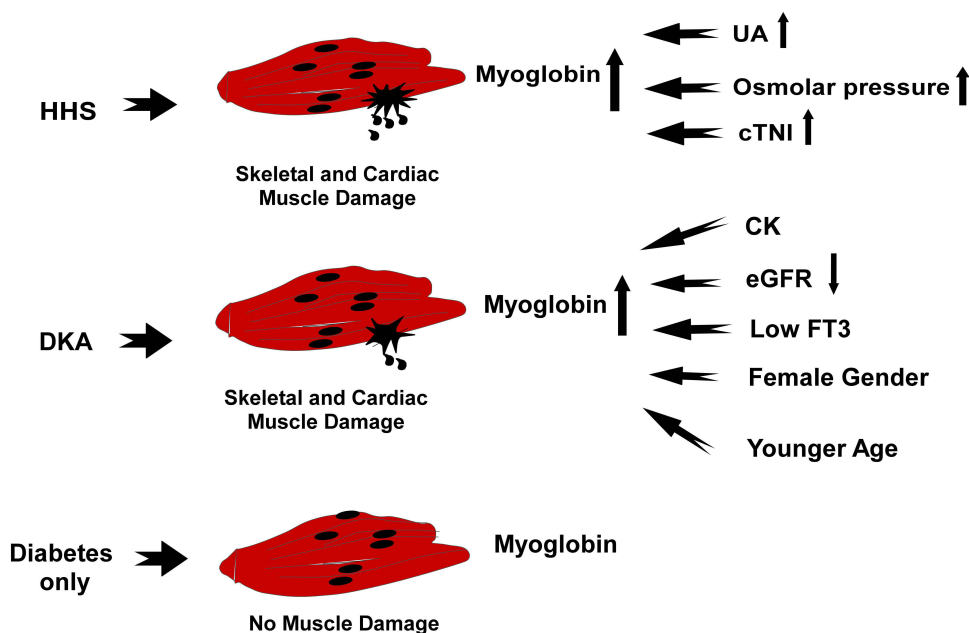 HHS
Skeletal and Cardiac
Muscle Damage
Myoglobin
UA
Osmolar pressure
cTNI
DKA
Skeletal and Cardiac
Muscle Damage
Myoglobin
CK
eGFR
Low FT3
Female Gender
Younger Age
Diabetes
only
No Muscle Damage
Myoglobin